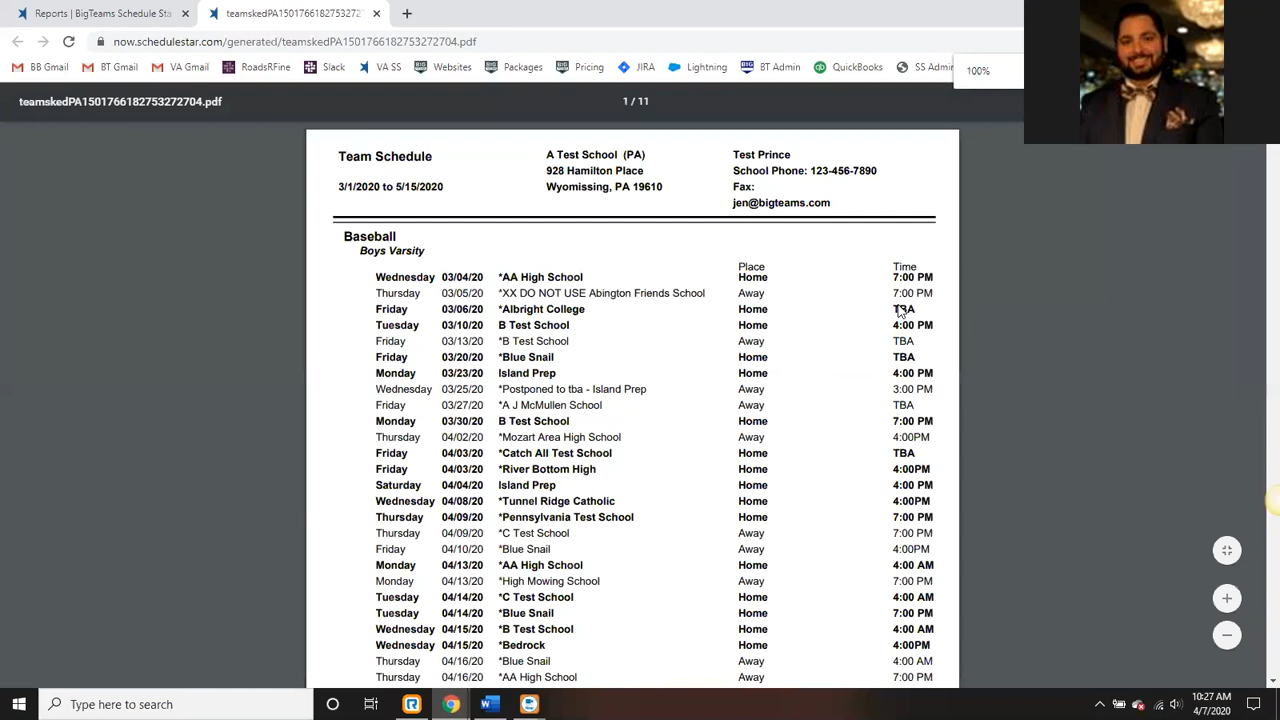 Reports | BigTeams Schedule Sta
teamskedPA1501766182753272
now.schedulestar.com/generated/teamskedPA1501766182753272704.pdf
BB Gmail BT Gmail VA Gmail RoadsRFine Slack VA SS Websites Packages Pricing JIRA Lightning BT Admin QuickBooks SS Admin
100%
teamskedPA1501766182753272704.pdf 1 / 11
Team Schedule A Test School (PA) Test Prince
928 Hamilton Place School Phone: 123-456-7890
3/1/2020 to 5/15/2020 Wyomissing, PA 19610 Fax:
jen@bigteams.com
Baseball
Boys Varsity
Place Time
Wednesday 03/04/20 *AA High School Home 7:00 PM
Thursday 03/05/20 *XX DO NOT USE Abington Friends School Away 7:00 PM
Friday 03/06/20 *Albright College Home TBA
Tuesday 03/10/20 B Test School Home 4:00 PM
Friday 03/13/20 *B Test School Away TBA
Friday 03/20/20 *Blue Snail Home TBA
Monday 03/23/20 Island Prep Home 4:00 PM
Wednesday 03/25/20 *Postponed to tba - Island Prep Away 3:00 PM
Friday 03/27/20 *A J McMullen School Away TBA
Monday 03/30/20 B Test School Home 7:00 PM
Thursday 04/02/20 *Mozart Area High School Away 4:00PM
Friday 04/03/20 *Catch All Test School Home TBA
Friday 04/03/20 *River Bottom High Home 4:00PM
Saturday 04/04/20 Island Prep Home 4:00 PM
Wednesday 04/08/20 *Tunnel Ridge Catholic Home 4:00PM
Thursday 04/09/20 *Pennsylvania Test School Home 7:00 PM
Thursday 04/09/20 *C Test School Away 7:00 PM
Friday 04/10/20 *Blue Snail Away 4:00PM
Monday 04/13/20 *AA High School Home 4:00 AM
Monday 04/13/20 *High Mowing School Away 7:00 PM
Tuesday 04/14/20 *C Test School Home 4:00 AM
Tuesday 04/14/20 *Blue Snail Home 7:00 PM
Wednesday 04/15/20 *B Test School Home 4:00 AM
Wednesday 04/15/20 *Bedrock Home 4:00PM
Thursday 04/16/20 *Blue Snail Away 4:00 AM
Thursday 04/16/20 *AA High School Away 7:00 PM
Type here to search
10:27 AM
4/7/2020